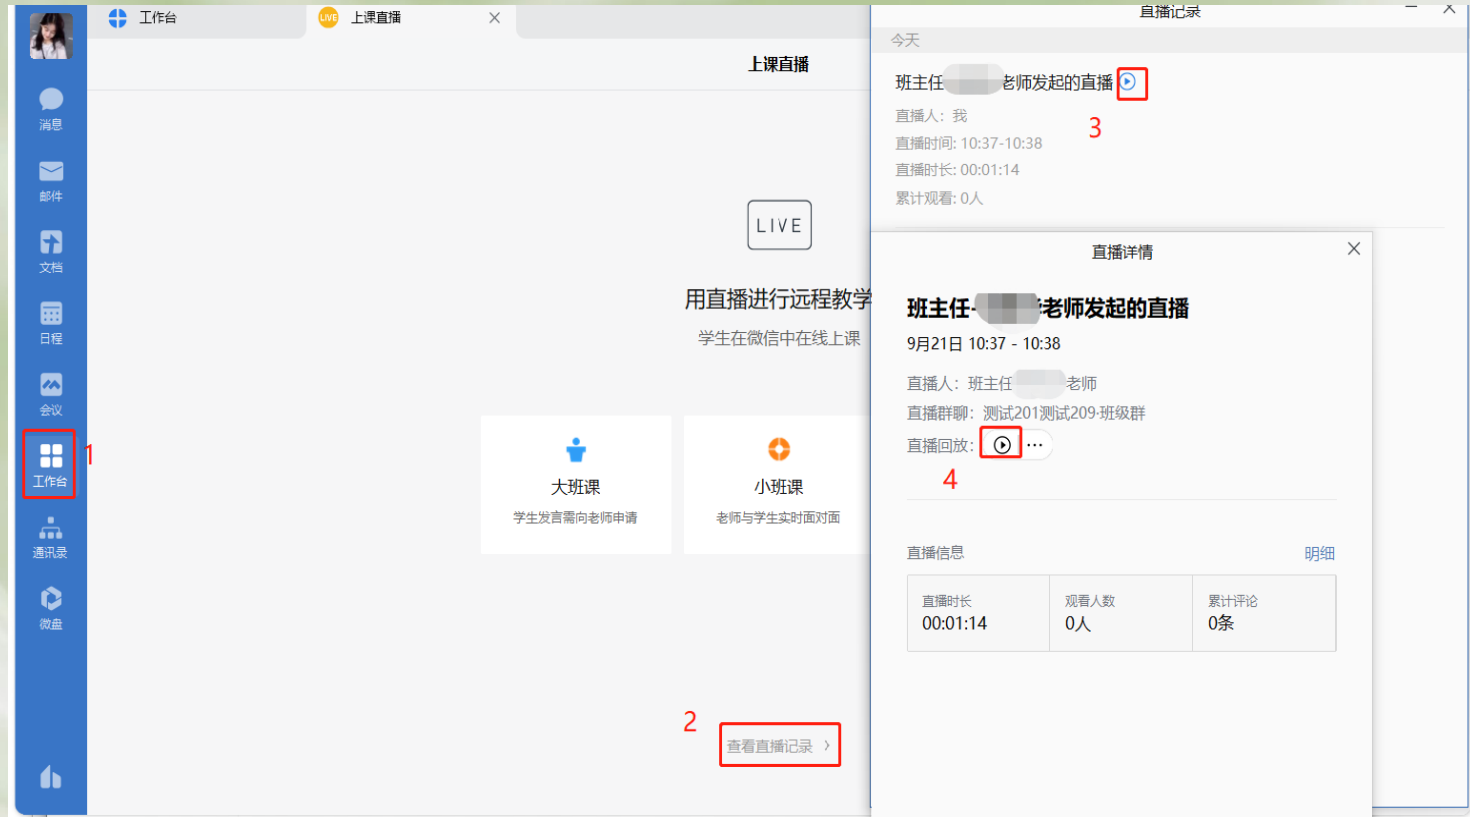 工作台
LIVE 上课直播
消息
邮件
文档
日程
会议
工作台
1
通讯录
微盘
上课直播
LIVE
用直播进行远程教学
学生在微信中在线上课
大班课
学生发言需向老师申请
小班课
老师与学生实时面对面
2
查看直播记录
直播记录
今天
班主任 老师发起的直播
3
直播人：我
直播时间: 10:37-10:38
直播时长: 00:01:14
累计观看: 0人
直播详情
班主任- 老师发起的直播
9月21日 10:37 - 10:38
直播人：班主任 老师
直播群聊：测试201测试209·班级群
直播回放：
4
直播信息
明细
直播时长
00:01:14
观看人数
0人
累计评论
0条